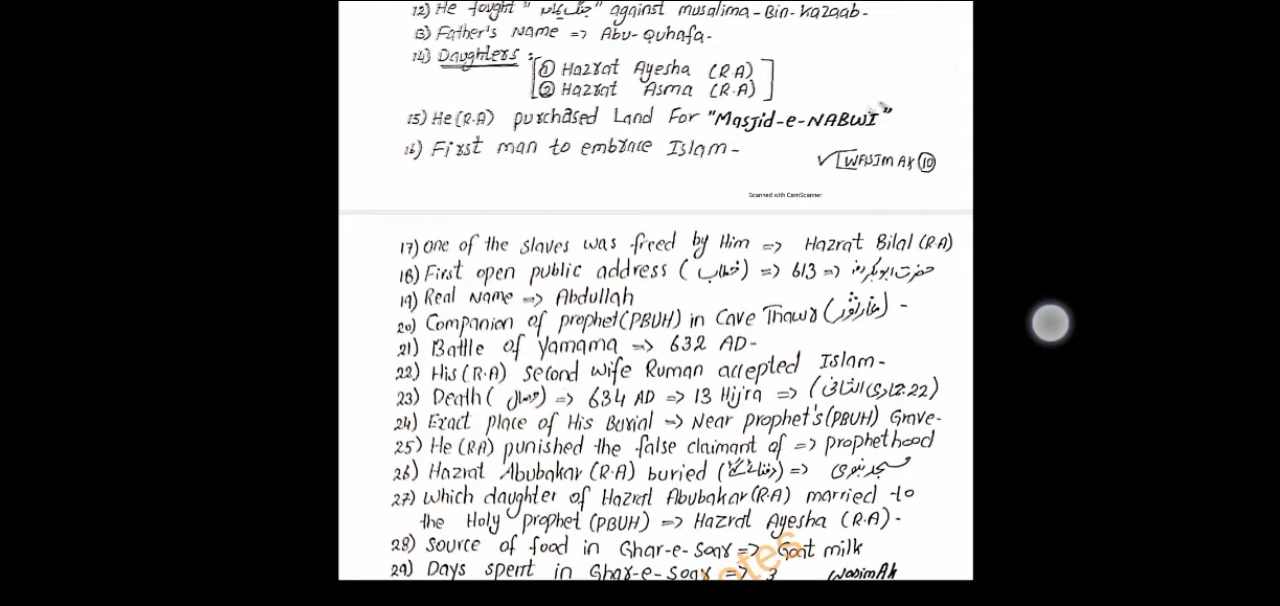 12) He fought "جنگ یمامہ" against musalima-Bin-Kazaab-
13) Father's Name => Abu-Quhafa-
14) Daughters :
① Hazrat Ayesha (R.A)
② Hazrat Asma (R.A)
15) He (R.A) purchased Land For "Masjid-e-NABWI"
16) First man to embrace Islam -
WASIM AK ⑩
Scanned with CamScanner
17) one of the slaves was freed by Him => Hazrat Bilal (R.A)
18) First open public address (خطاب) => 613 => حضرت ابوبکر
19) Real Name => Abdullah
20) Companion of prophet(PBUH) in Cave Thawr (غارِ ثور) -
21) Battle of Yamama => 632 AD-
22) His (R.A) second wife Ruman accepted Islam-
23) Death (وصال) => 634 AD => 13 Hijra => (22 جمادی الثانی)
24) Exact place of His Burial => Near prophet's (PBUH) Grave-
25) He (RA) punished the false claimant of => prophethood
26) Hazrat Abubakar (R.A) buried (دفنائے گئے) => مسجد نبوی
27) Which daughter of Hazrat Abubakar (R.A) married to
the Holy prophet (PBUH) => Hazrat Ayesha (R.A) -
28) Source of food in Ghar-e-Soar => Goat milk
29) Days spent in Ghar-e-Soar => 3 WasimAk